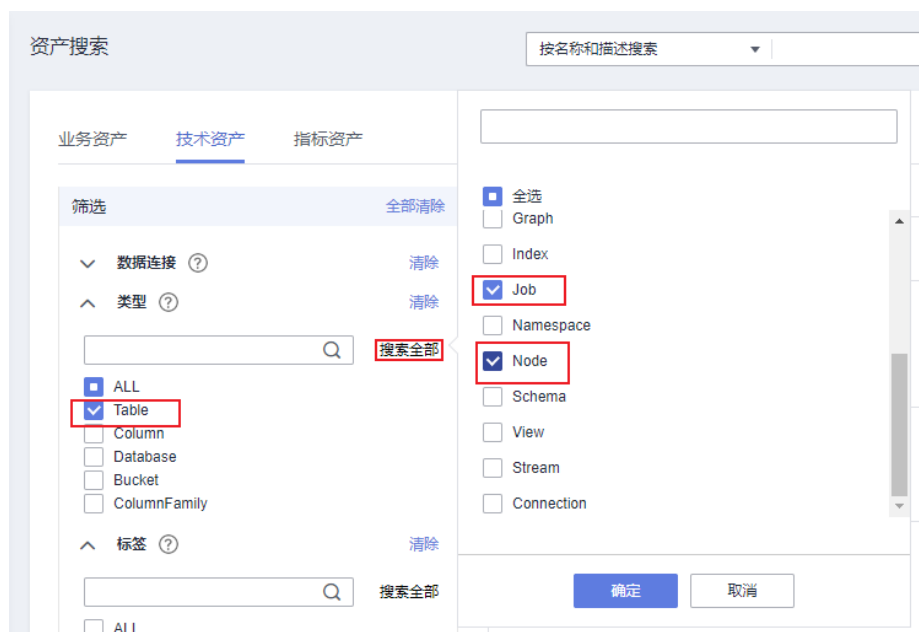 资产搜索
按名称和描述搜索
业务资产 技术资产 指标资产
筛选 全部清除
数据连接 ? 清除
类型 ? 清除
搜索全部
ALL
Table
Column
Database
Bucket
ColumnFamily
标签 ? 清除
搜索全部
ALL
全选
Graph
Index
Job
Namespace
Node
Schema
View
Stream
Connection
确定 取消